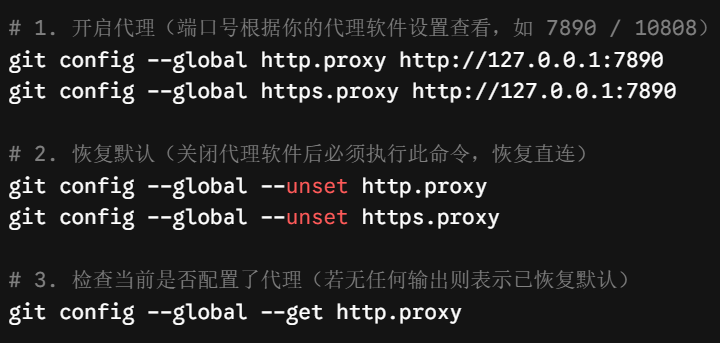 # 1. 开启代理（端口号根据你的代理软件设置查看，如 7890 / 10808）
git config --global http.proxy http://127.0.0.1:7890
git config --global https.proxy http://127.0.0.1:7890
# 2. 恢复默认（关闭代理软件后必须执行此命令，恢复直连）
git config --global --unset http.proxy
git config --global --unset https.proxy
# 3. 检查当前是否配置了代理（若无任何输出则表示已恢复默认）
git config --global --get http.proxy